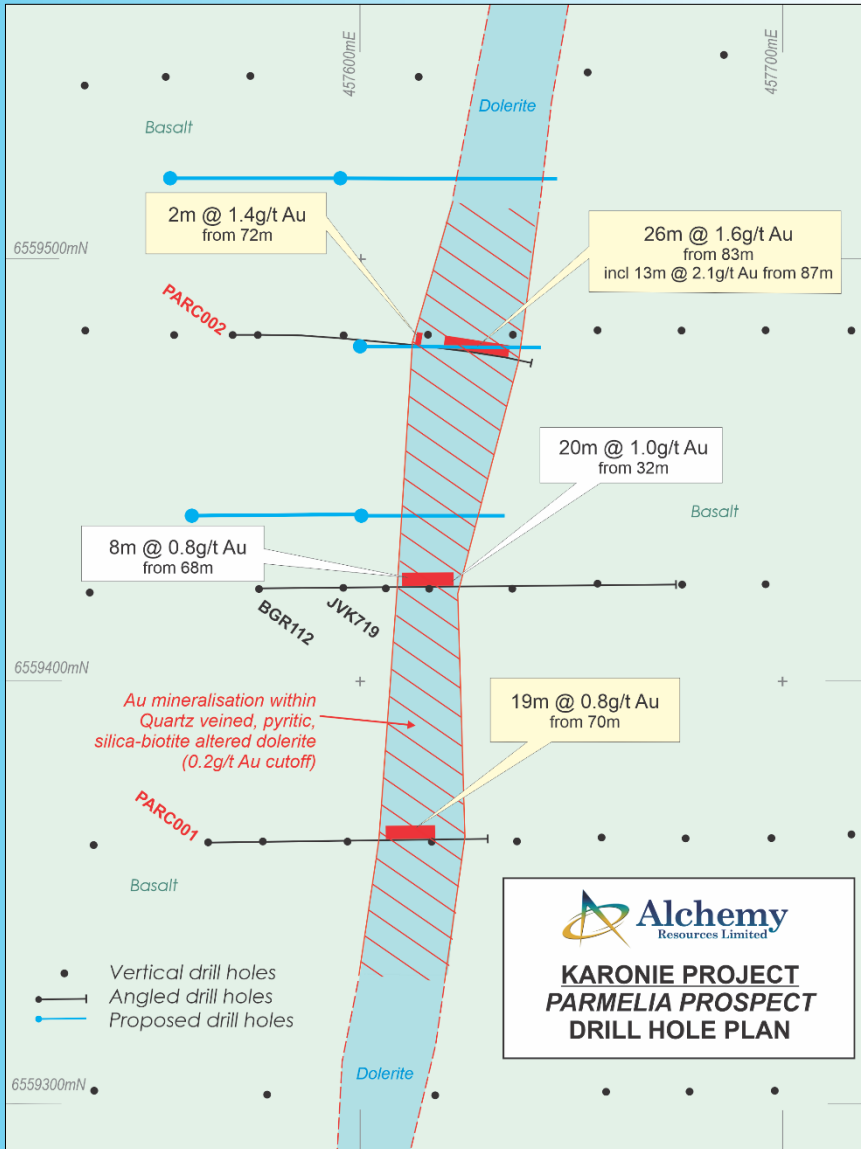 457600mE
457700mE
Dolerite
Basalt
2m @ 1.4g/t Au
from 72m
26m @ 1.6g/t Au
from 83m
incl 13m @ 2.1g/t Au from 87m
6559500mN
PARC002
20m @ 1.0g/t Au
from 32m
Basalt
8m @ 0.8g/t Au
from 68m
BGR112
JVK719
6559400mN
Au mineralisation within
Quartz veined, pyritic,
silica-biotite altered dolerite
(0.2g/t Au cutoff)
19m @ 0.8g/t Au
from 70m
PARC001
Basalt
Alchemy
Resources Limited
KARONIE PROJECT
PARMELIA PROSPECT
DRILL HOLE PLAN
Vertical drill holes
Angled drill holes
Proposed drill holes
Dolerite
6559300mN